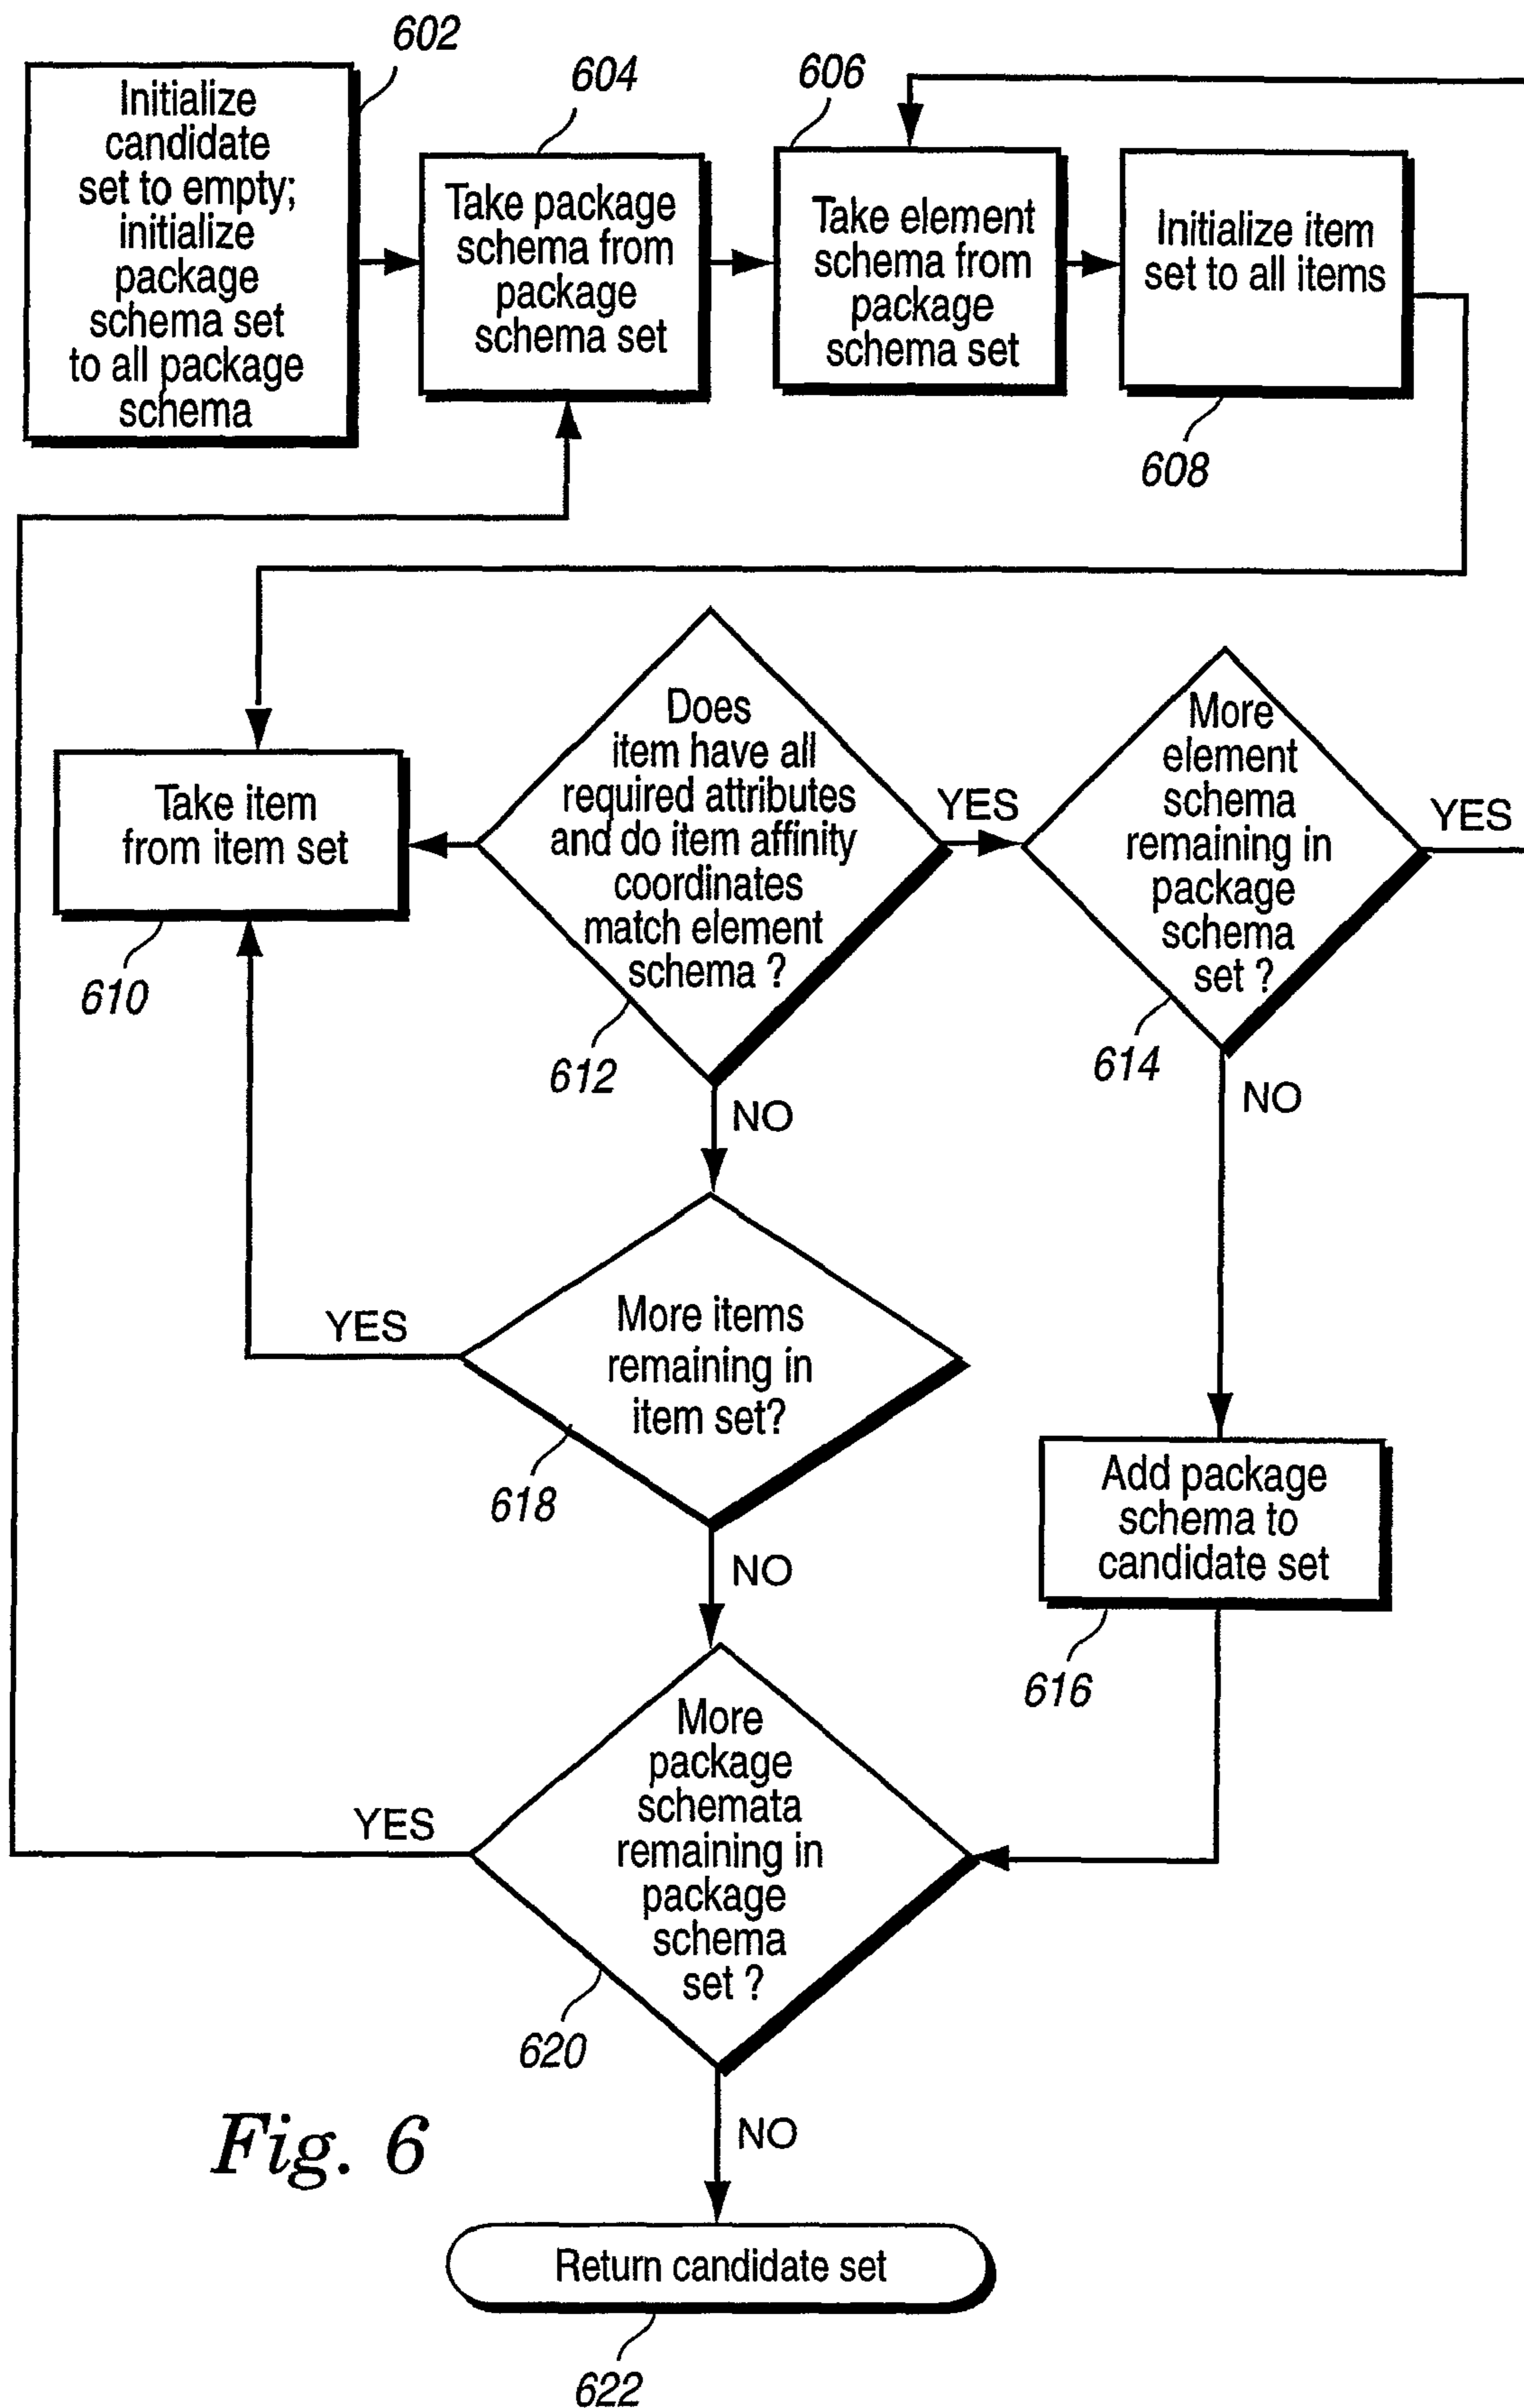 602
Initialize
candidate
set to empty;
initialize
package
schema set
to all package
schema
604
Take package
schema from
package
schema set
606
Take element
schema from
package
schema set
Initialize item
set to all items
608
Take item
from item set
610
Does
item have all
required attributes
and do item affinity
coordinates
match element
schema ?
612
YES
NO
More
element
schema
remaining in
package
schema
set ?
614
YES
NO
More items
remaining in
item set?
618
YES
NO
Add package
schema to
candidate set
616
More
package
schemata
remaining in
package
schema
set ?
620
YES
NO
Fig. 6
Return candidate set
622